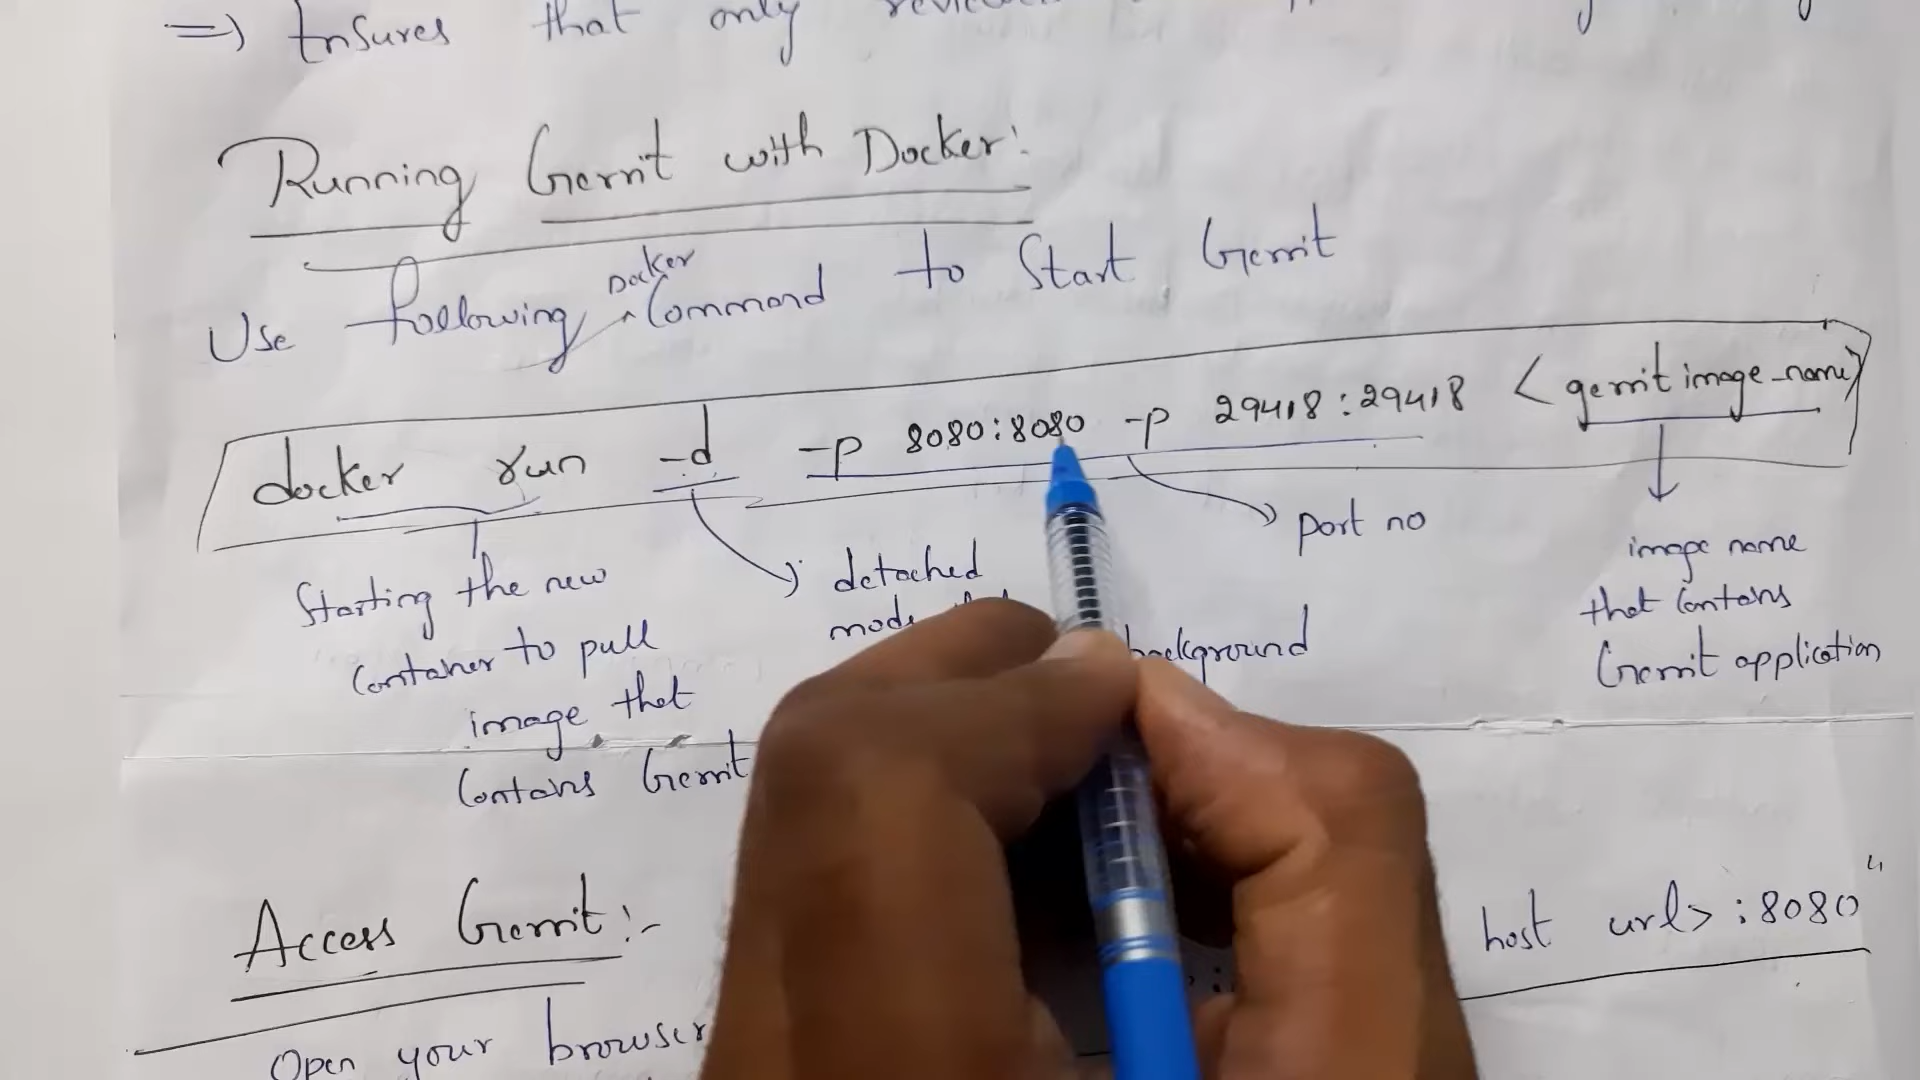 => Ensures that only
Running Gerrit with Docker:
Use following Docker Command to Start Gerrit
docker run -d -p 8080:8080 -p 29418:29418 <gerrit image_name>
Starting the new
Container to pull
image that
Contains Gerrit
detached
mode
background
port no
image name
that Contains
Gerrit application
Access Gerrit:-
host url>:8080"
Open your browser